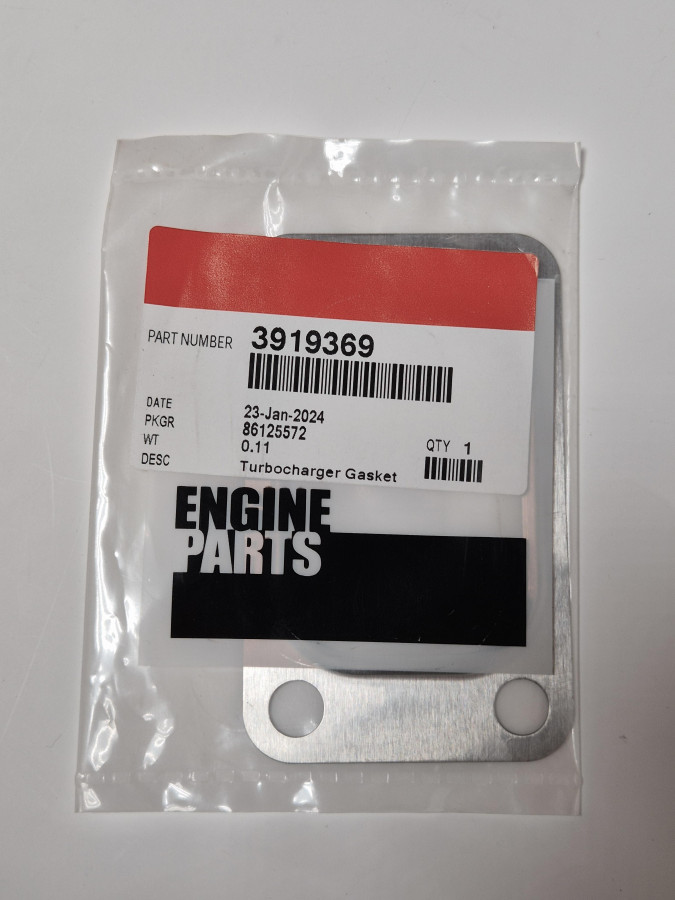 PART NUMBER 3919369
DATE 23-Jan-2024
PKGR 86125572
WT 0.11 QTY 1
DESC Turbocharger Gasket
ENGINE
PARTS